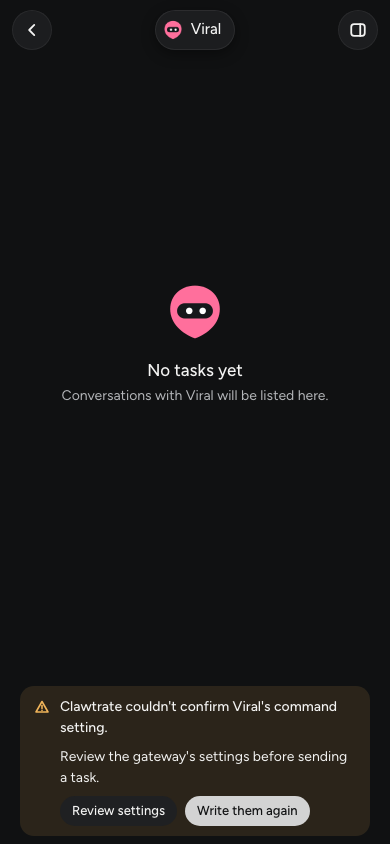 Viral
No tasks yet
Conversations with Viral will be listed here.
Clawtrate couldn't confirm Viral's command
setting.
Review the gateway's settings before sending
a task.
Review settings
Write them again